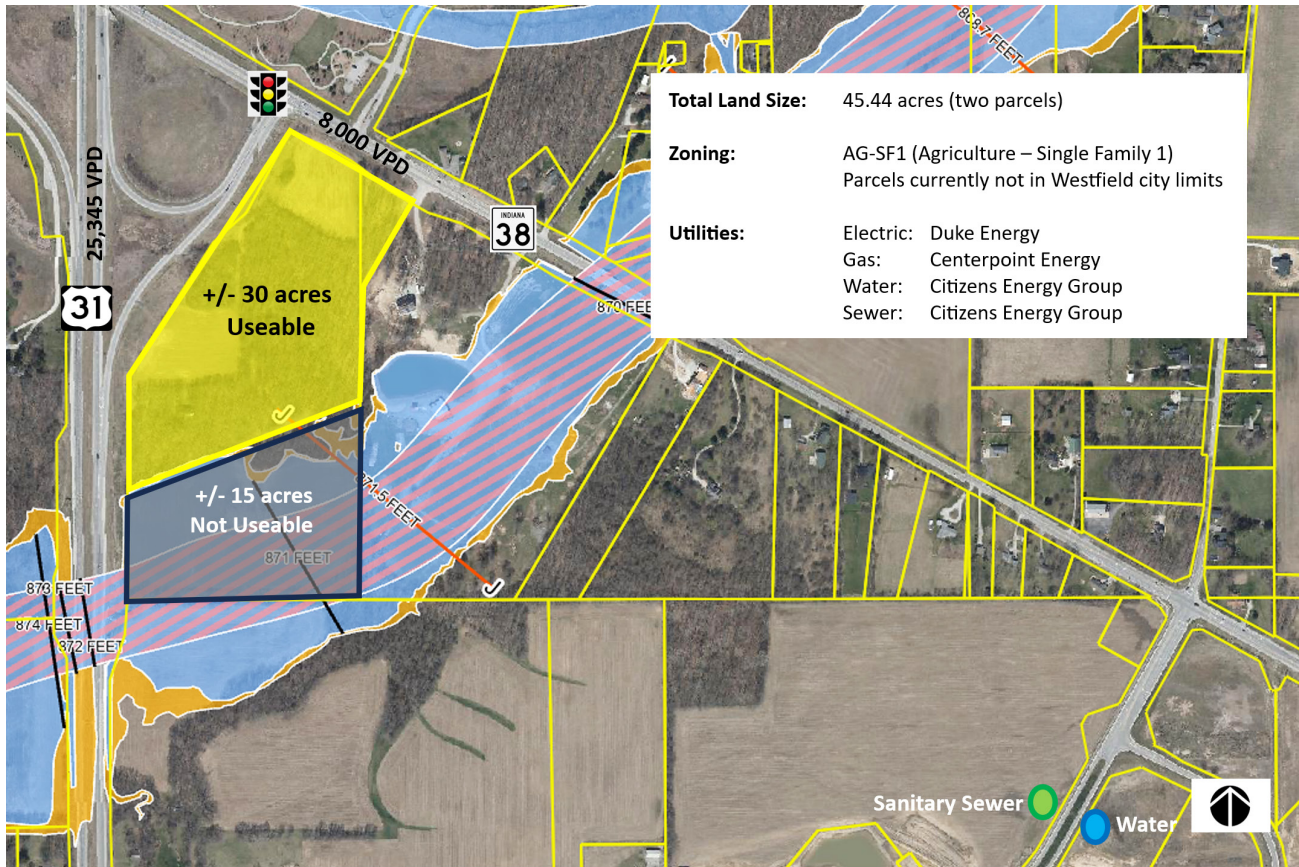 868.7 FEET
8,000 VPD
25,345 VPD
31
INDIANA
38
Total Land Size: 45.44 acres (two parcels)
Zoning: AG-SF1 (Agriculture – Single Family 1)
Parcels currently not in Westfield city limits
Utilities: Electric: Duke Energy
Gas: Centerpoint Energy
Water: Citizens Energy Group
Sewer: Citizens Energy Group
+/- 30 acres
Useable
870 FEE
+/- 15 acres
Not Useable
871.5 FEET
871 FEET
873 FEET
874 FEET
872 FEET
Sanitary Sewer
Water